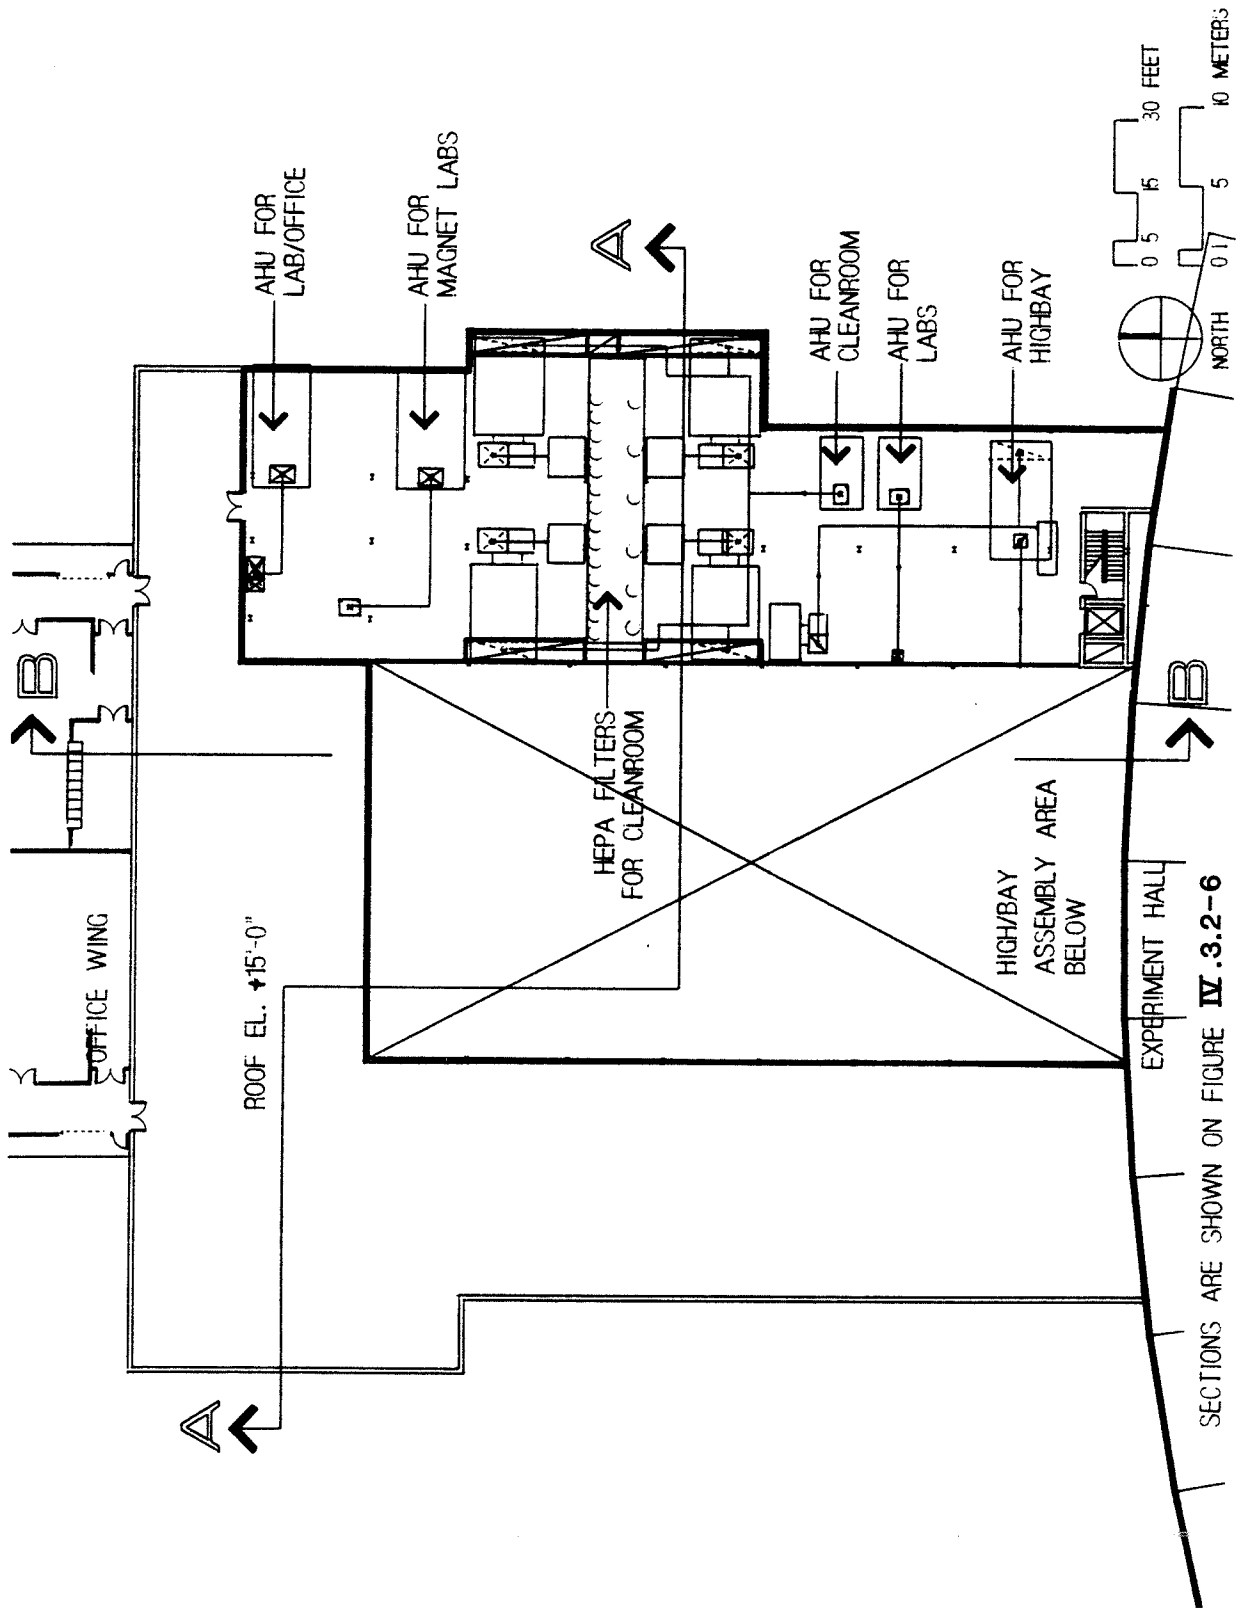 AHU FOR
LAB/OFFICE
AHU FOR
MAGNET LABS
A
AHU FOR
CLEANROOM
AHU FOR
LABS
AHU FOR
HIGHBAY
0 5 15 30 FEET
0 1 5 10 METERS
NORTH
B
B
HEPA FILTERS
FOR CLEANROOM
HIGH/BAY
ASSEMBLY AREA
BELOW
OFFICE WING
ROOF EL. +15'-0"
EXPERIMENT HALL
A
SECTIONS ARE SHOWN ON FIGURE IV.3.2-6